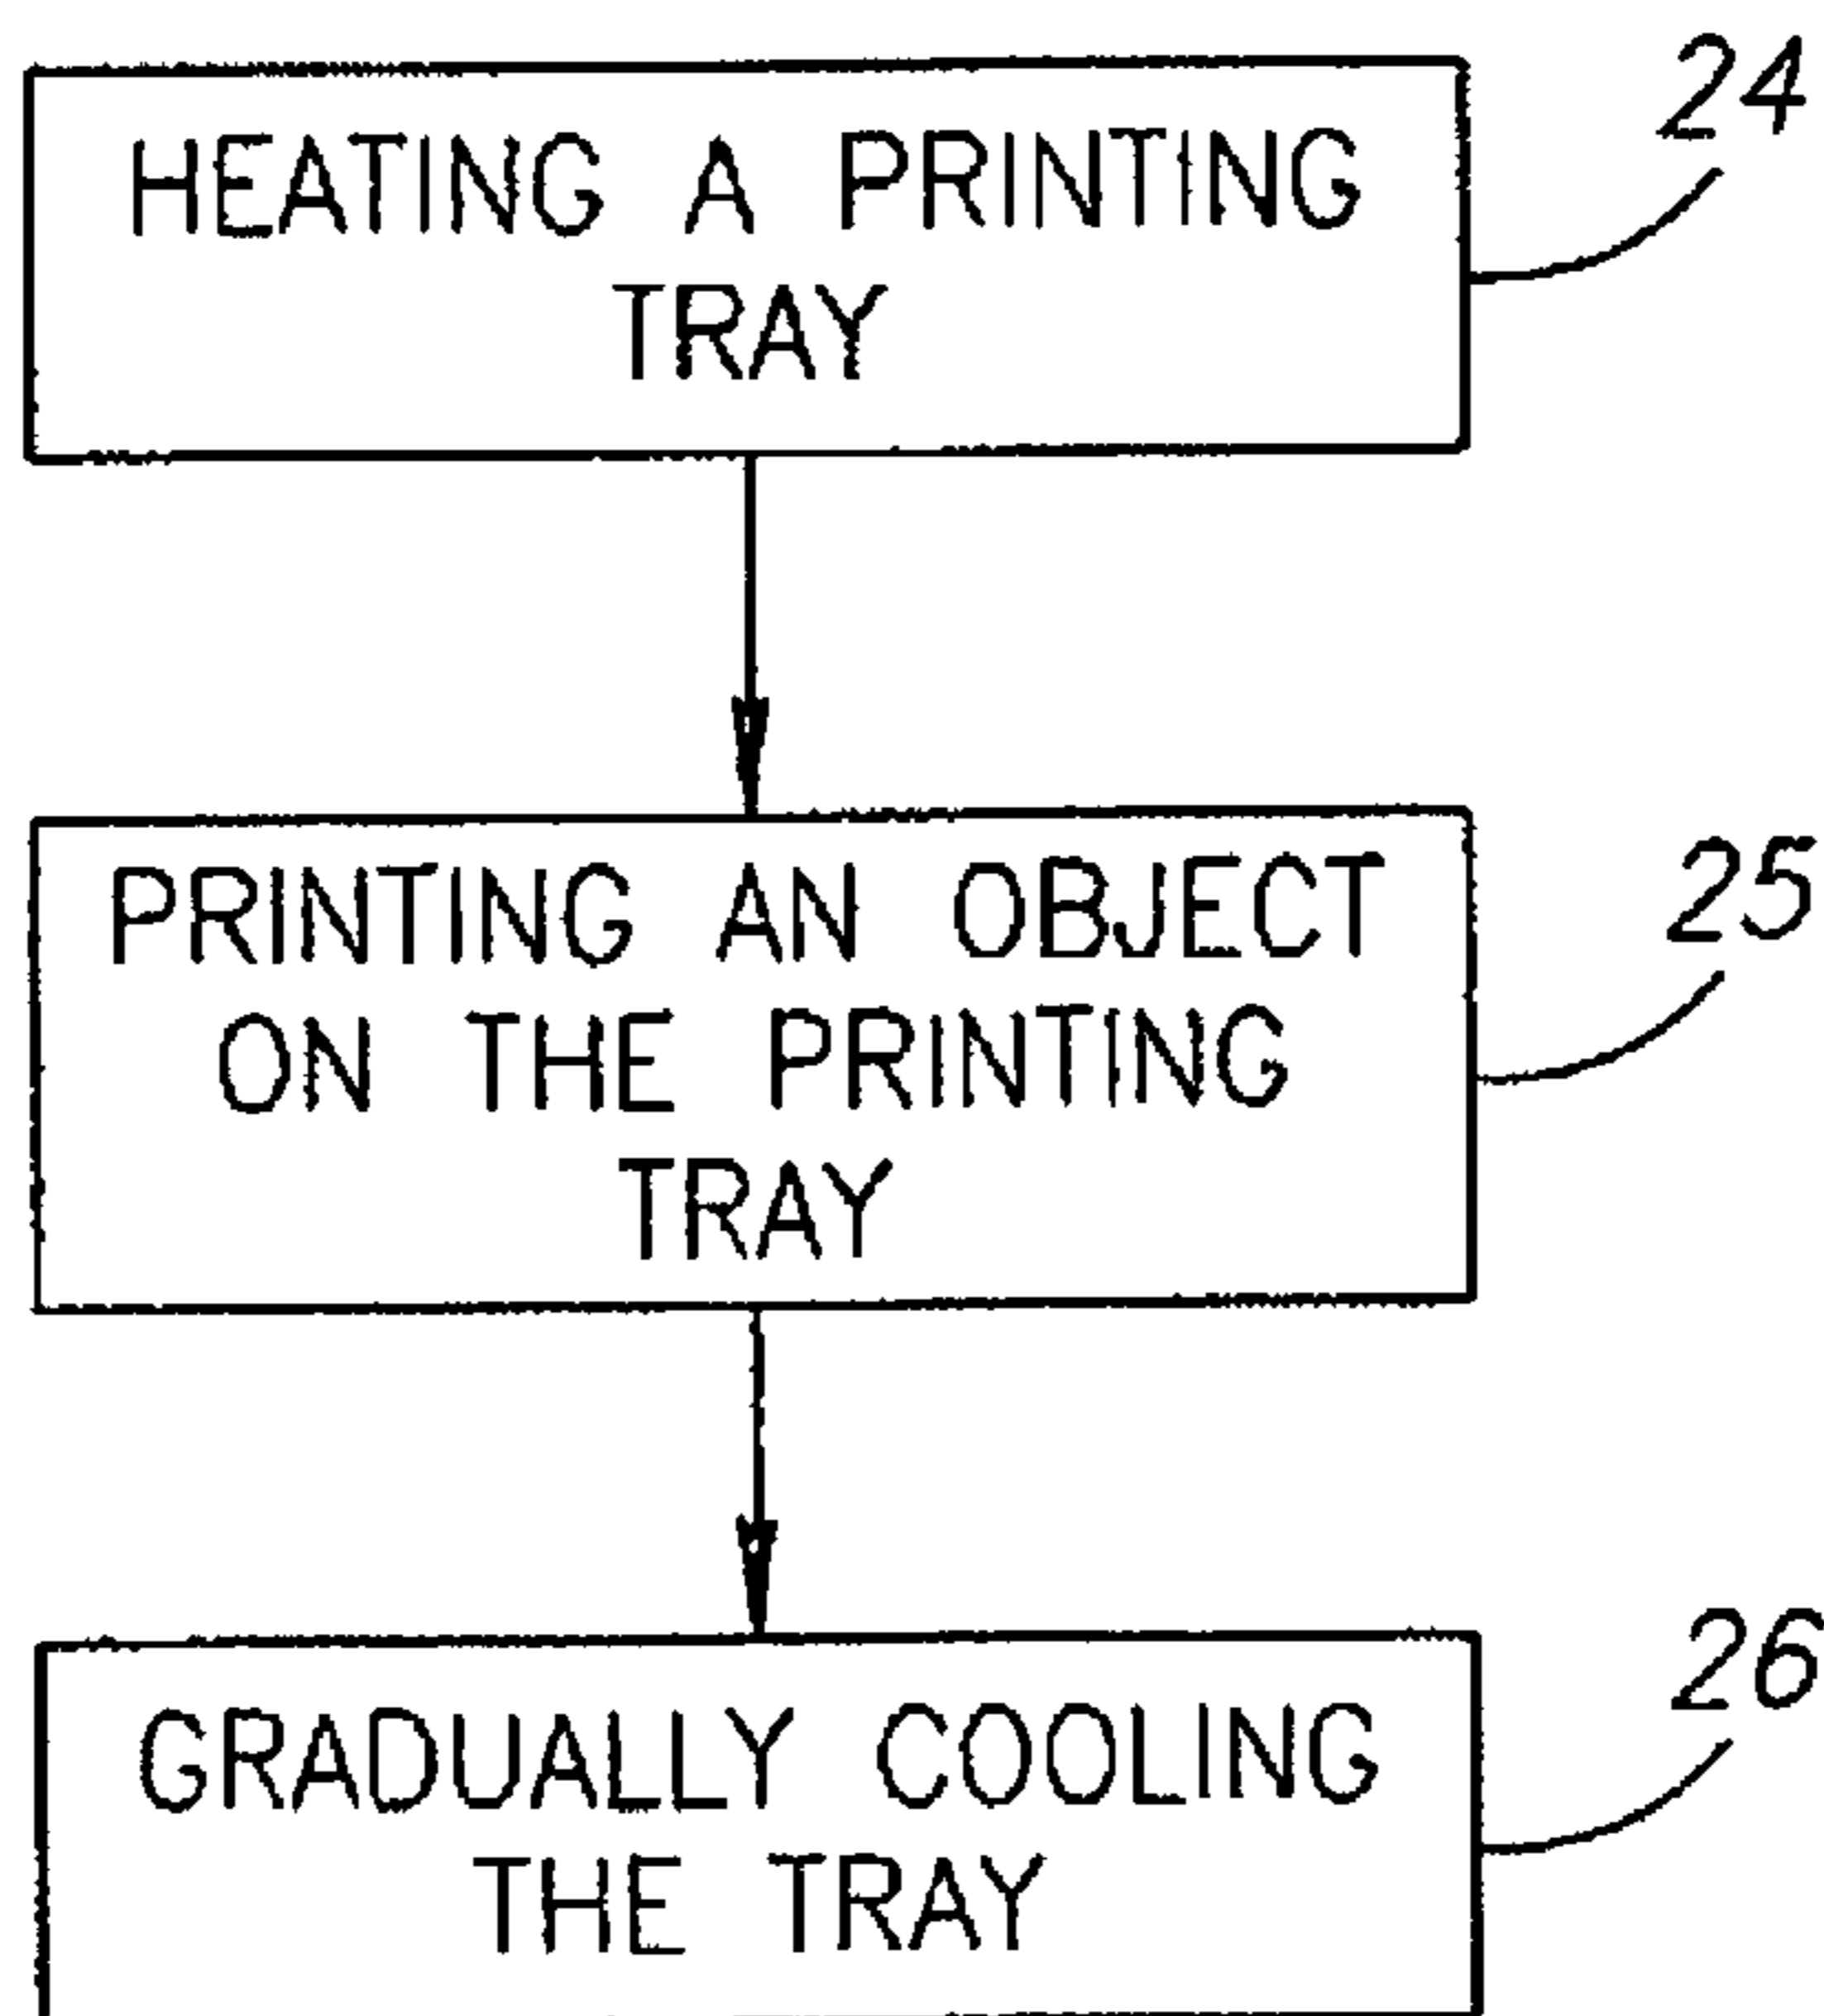 24
HEATING A PRINTING
TRAY
25
PRINTING AN OBJECT
ON THE PRINTING
TRAY
26
GRADUALLY COOLING
THE TRAY